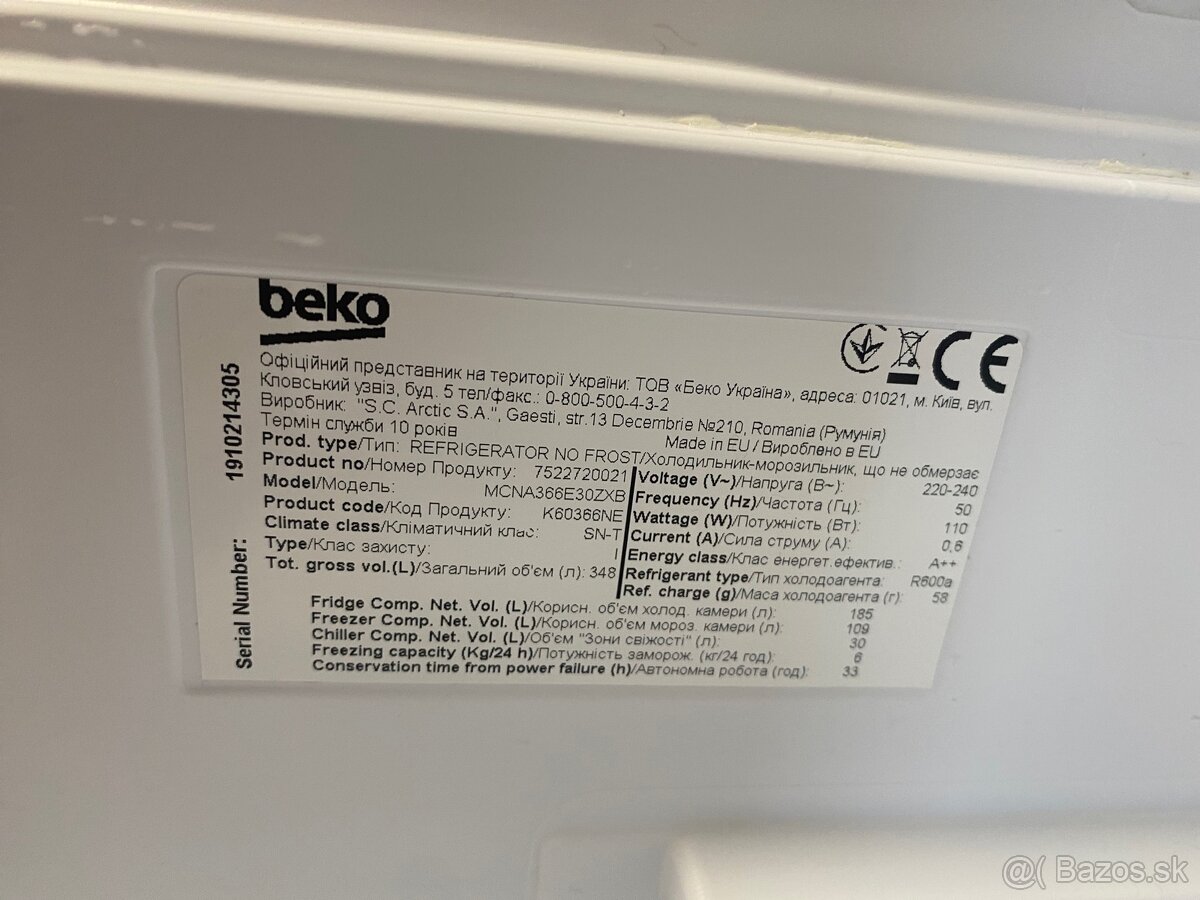 beko
CE
Офіційний представник на території України: ТОВ «Беко Україна», адреса: 01021, м. Київ, вул.
Кловський узвіз, буд. 5 тел/факс.: 0-800-500-4-3-2
Виробник: "S.C. Arctic S.A.", Gaesti, str.13 Decembrie №210, Romania (Румунія)
Термін служби 10 років Made in EU / Вироблено в EU
Prod. type/Тип: REFRIGERATOR NO FROST/Холодильник-морозильник, що не обмерзає
Product no/Номер Продукту: 7522720021
Model/Модель: MCNA366E30ZXB
Product code/Код Продукту: K60366NE
Climate class/Кліматичний клас: SN-T
Type/Клас захисту: I
Tot. gross vol.(L)/Загальний об'єм (л): 348
Voltage (V~)/Напруга (В~): 220-240
Frequency (Hz)/Частота (Гц): 50
Wattage (W)/Потужність (Вт): 110
Current (A)/Сила струму (А): 0,6
Energy class/Клас енергет.ефектив.: A++
Refrigerant type/Тип холодоагента: R600a
Ref. charge (g)/Маса холодоагента (г): 58
Fridge Comp. Net. Vol. (L)/Корисн. об'єм холод. камери (л): 185
Freezer Comp. Net. Vol. (L)/Корисн. об'єм мороз. камери (л): 109
Chiller Comp. Net. Vol. (L)/Об'єм "Зони свіжості" (л): 30
Freezing capacity (Kg/24 h)/Потужність заморож. (кг/24 год): 6
Conservation time from power failure (h)/Автономна робота (год): 33
Serial Number: 1910214305
@( Bazos.sk